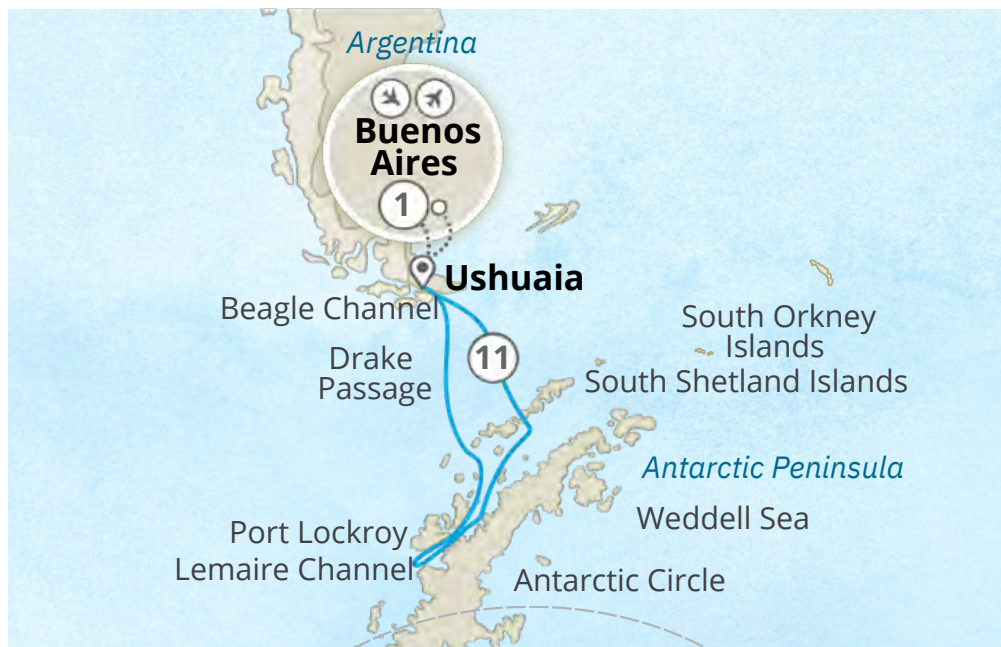 Argentina
Buenos
Aires
1
Ushuaia
Beagle Channel
South Orkney
Islands
Drake
Passage
11
South Shetland Islands
Antarctic Peninsula
Weddell Sea
Port Lockroy
Lemaire Channel
Antarctic Circle